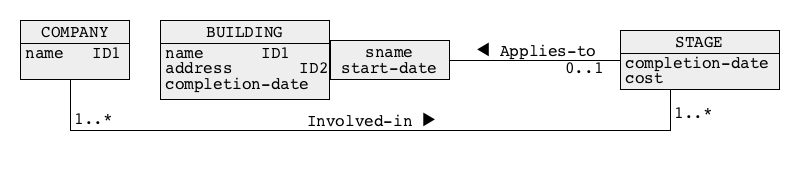 COMPANY
name ID1
BUILDING
name ID1
address ID2
completion-date
sname
start-date
Applies-to
0..1
STAGE
completion-date
cost
1..*
Involved-in
1..*